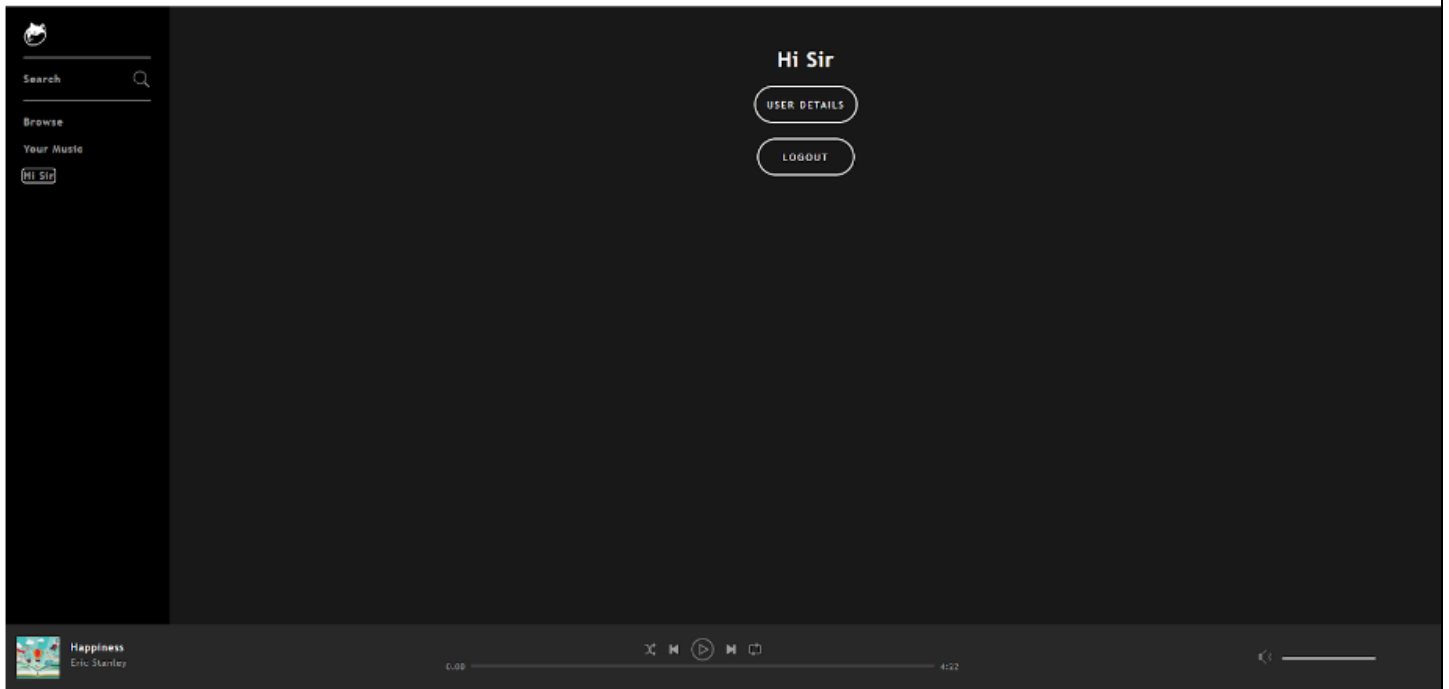 Search
Browse
Your Music
Hi Sir
Hi Sir
USER DETAILS
LOGOUT
Happiness
Eric Stanley
0.00
4:22